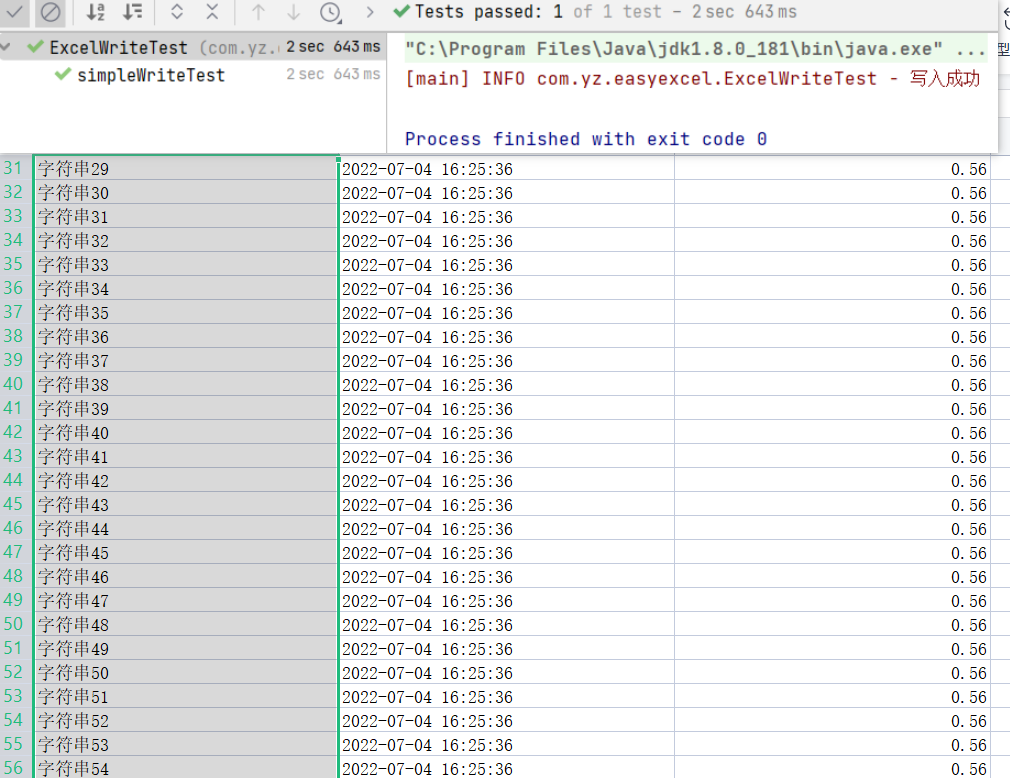 Tests passed: 1 of 1 test – 2 sec 643 ms
ExcelWriteTest (com.yz. 2 sec 643 ms
simpleWriteTest 2 sec 643 ms
"C:\Program Files\Java\jdk1.8.0_181\bin\java.exe" ...
[main] INFO com.yz.easyexcel.ExcelWriteTest - 写入成功
Process finished with exit code 0
型
31 字符串29 2022-07-04 16:25:36 0.56
32 字符串30 2022-07-04 16:25:36 0.56
33 字符串31 2022-07-04 16:25:36 0.56
34 字符串32 2022-07-04 16:25:36 0.56
35 字符串33 2022-07-04 16:25:36 0.56
36 字符串34 2022-07-04 16:25:36 0.56
37 字符串35 2022-07-04 16:25:36 0.56
38 字符串36 2022-07-04 16:25:36 0.56
39 字符串37 2022-07-04 16:25:36 0.56
40 字符串38 2022-07-04 16:25:36 0.56
41 字符串39 2022-07-04 16:25:36 0.56
42 字符串40 2022-07-04 16:25:36 0.56
43 字符串41 2022-07-04 16:25:36 0.56
44 字符串42 2022-07-04 16:25:36 0.56
45 字符串43 2022-07-04 16:25:36 0.56
46 字符串44 2022-07-04 16:25:36 0.56
47 字符串45 2022-07-04 16:25:36 0.56
48 字符串46 2022-07-04 16:25:36 0.56
49 字符串47 2022-07-04 16:25:36 0.56
50 字符串48 2022-07-04 16:25:36 0.56
51 字符串49 2022-07-04 16:25:36 0.56
52 字符串50 2022-07-04 16:25:36 0.56
53 字符串51 2022-07-04 16:25:36 0.56
54 字符串52 2022-07-04 16:25:36 0.56
55 字符串53 2022-07-04 16:25:36 0.56
56 字符串54 2022-07-04 16:25:36 0.56